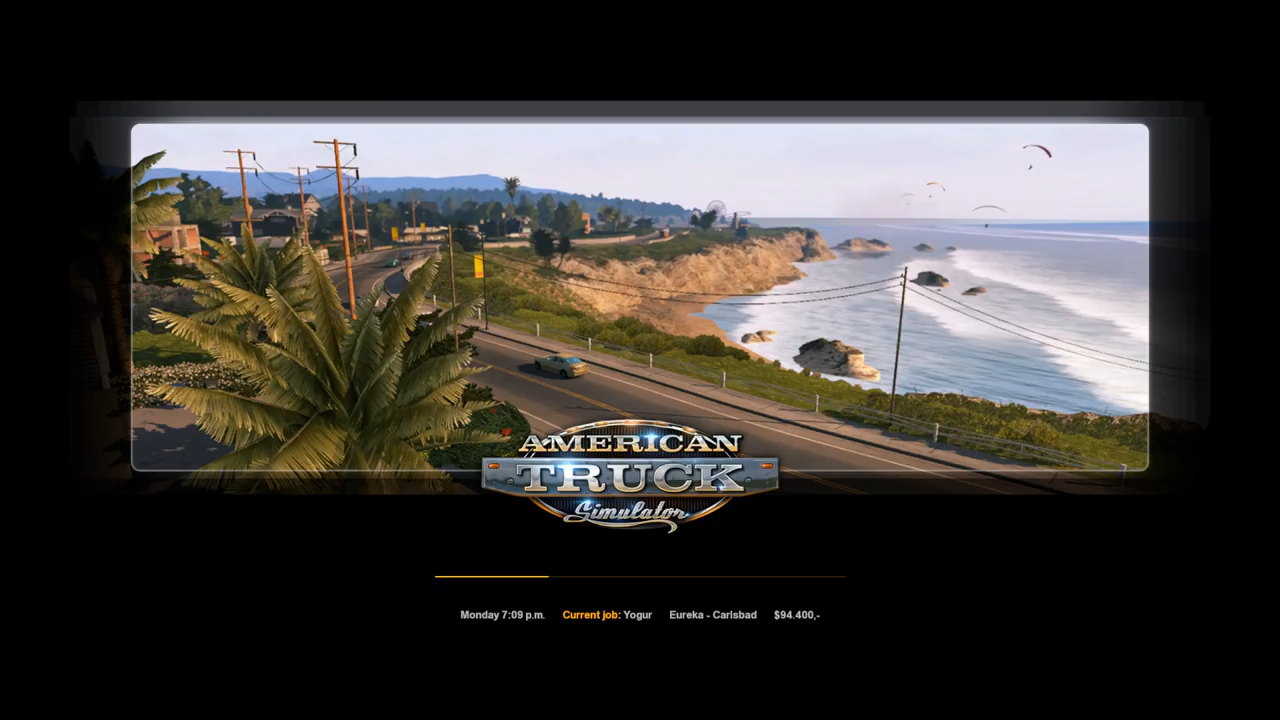 AMERICAN
TRUCK
Simulator
Monday 7:09 p.m. Current job: Yogur Eureka - Carlsbad $94.400,-